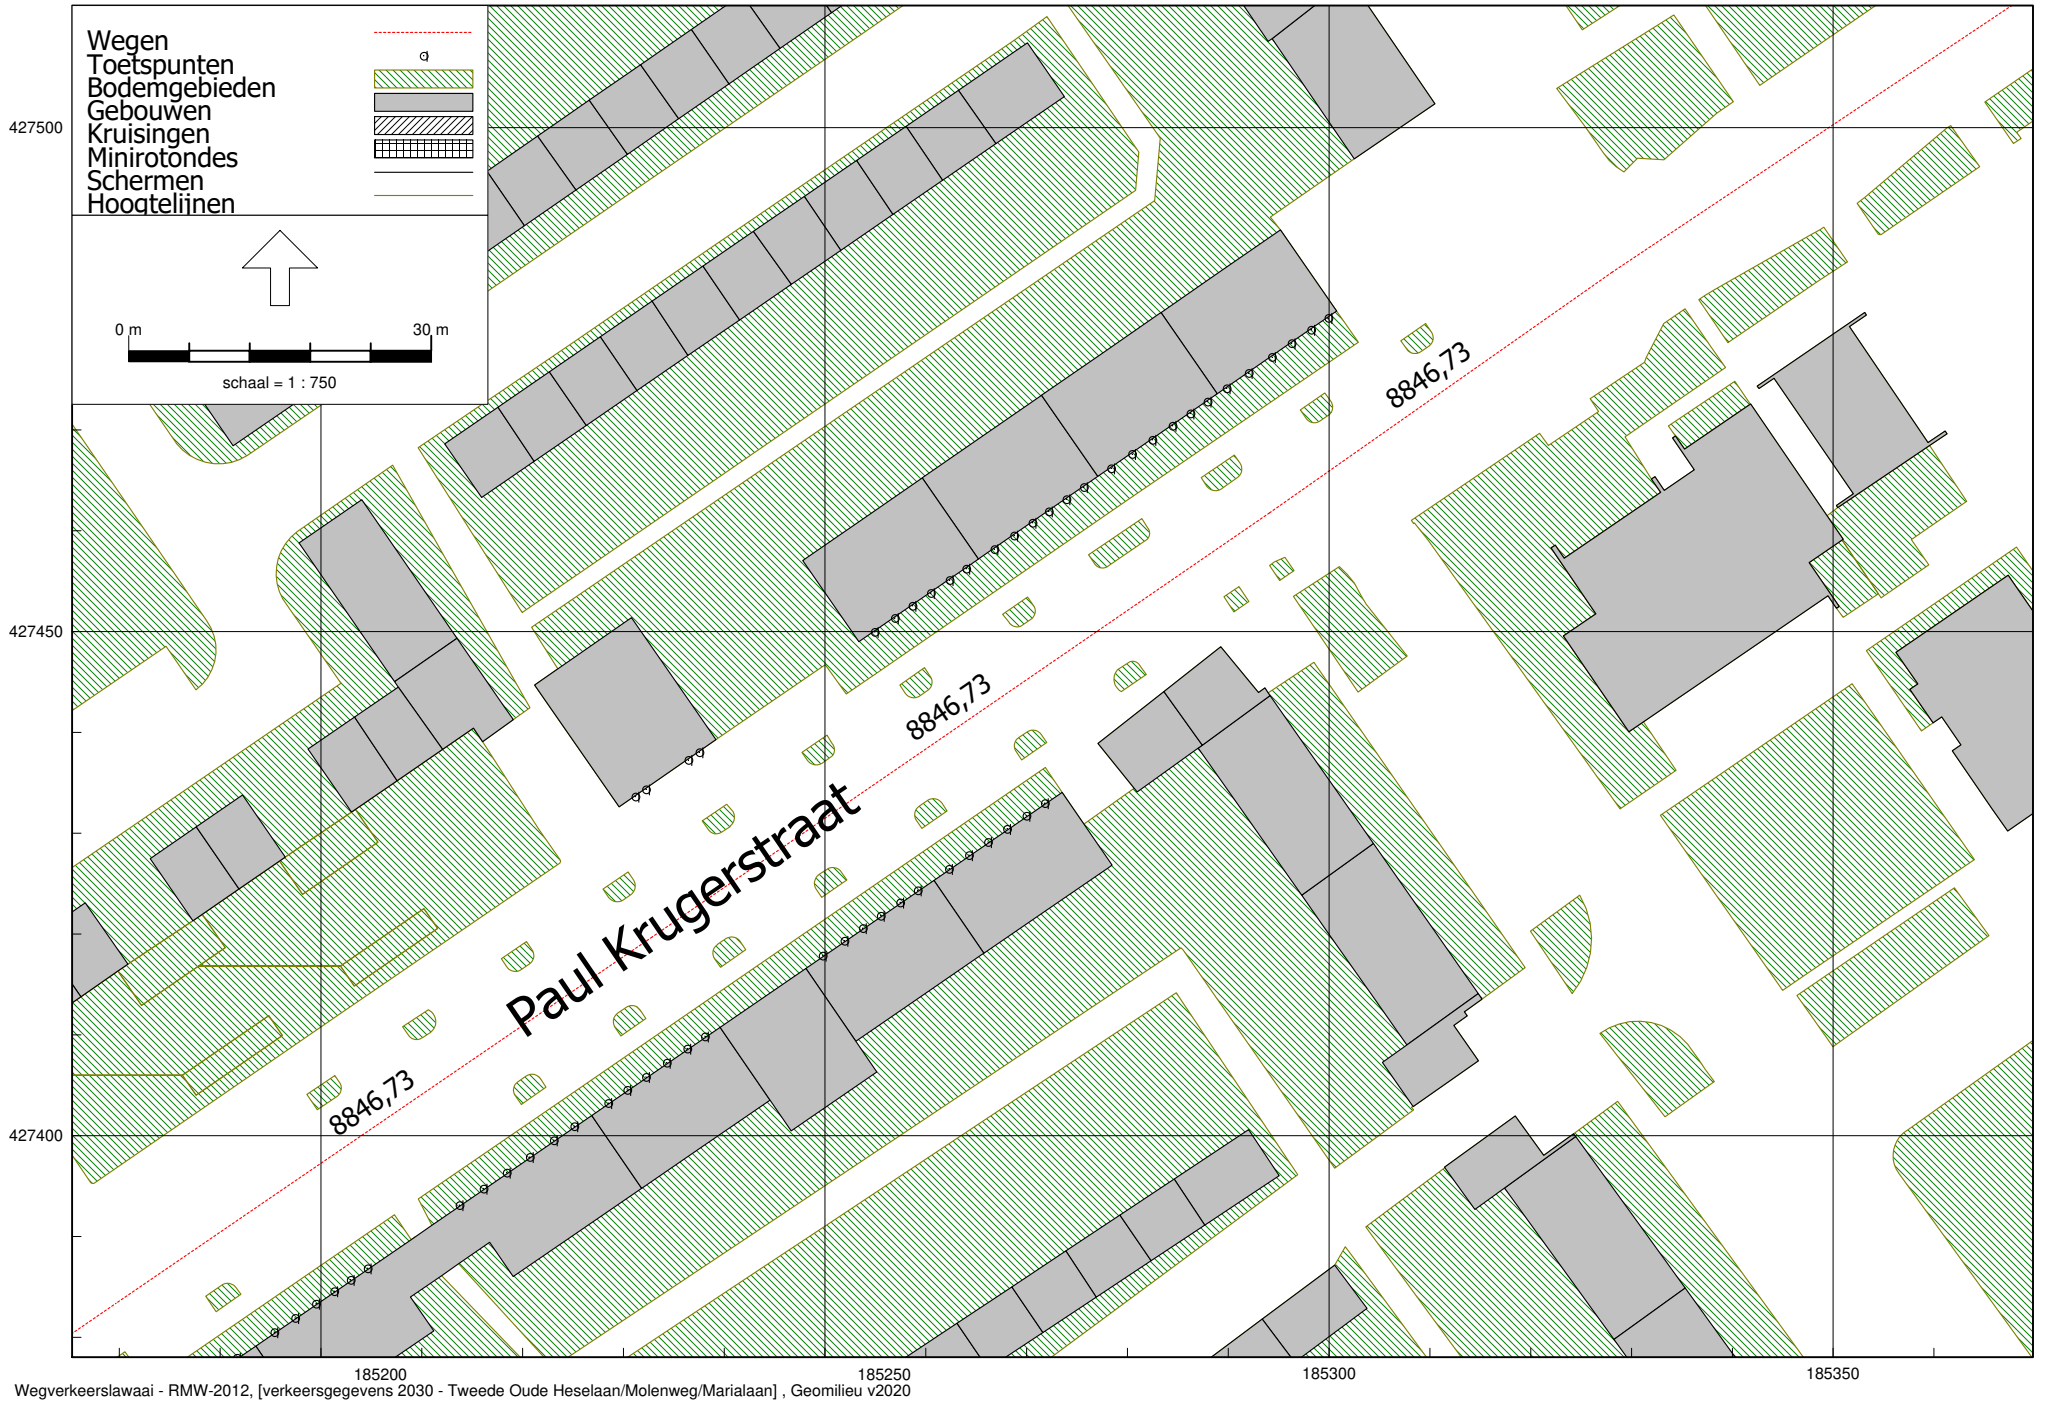 Wegen
Toetspunten
Bodemgebieden
Gebouwen
Kruisingen
Minirotondes
Schermen
Hoogtelijnen
0 m 30 m
schaal = 1 : 750
427500
427450
427400
8846,73
8846,73
Paul Krugerstraat
8846,73
185200 185250 185300 185350
Wegverkeerslawaai - RMW-2012, [verkeersgegevens 2030 - Tweede Oude Heselaan/Molenweg/Marialaan] , Geomilieu v2020